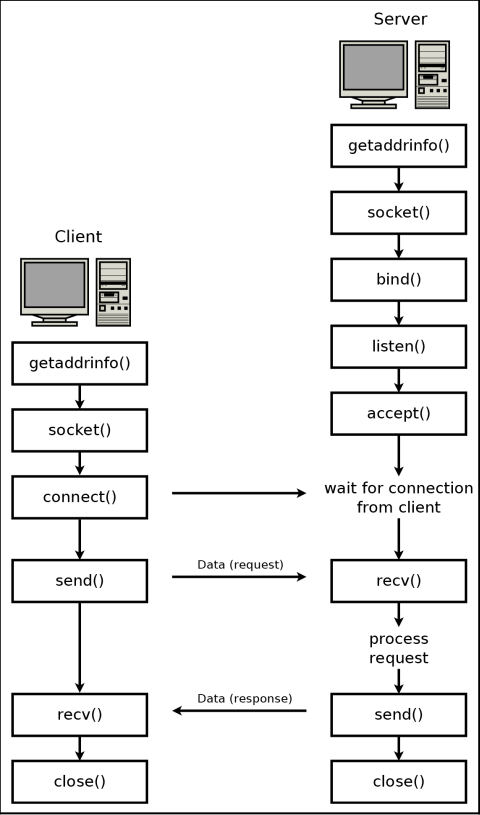 Server
getaddrinfo()
socket()
bind()
listen()
accept()
wait for connection
from client
recv()
process
request
send()
close()
Client
getaddrinfo()
socket()
connect()
send()
recv()
close()
Data (request)
Data (response)